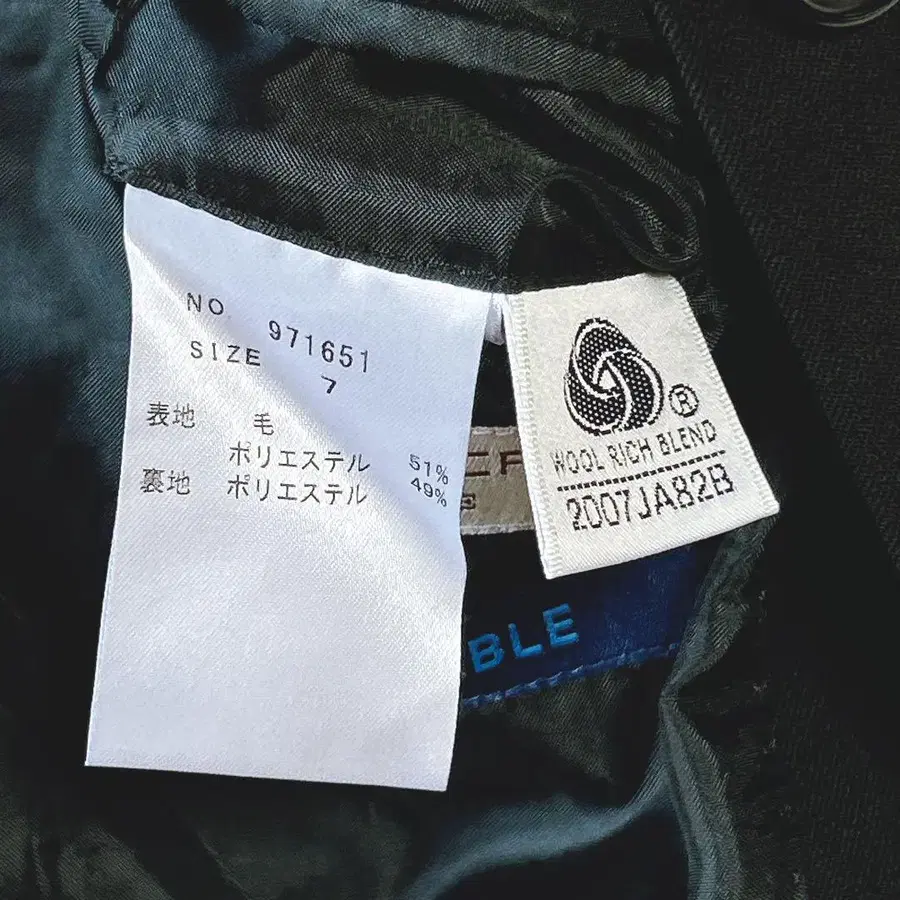 NO 971651
SIZE 7
表地 毛 51%
ポリエステル 49%
裏地 ポリエステル
®
WOOL RICH BLEND
2007JA82B
CF
E
BLE